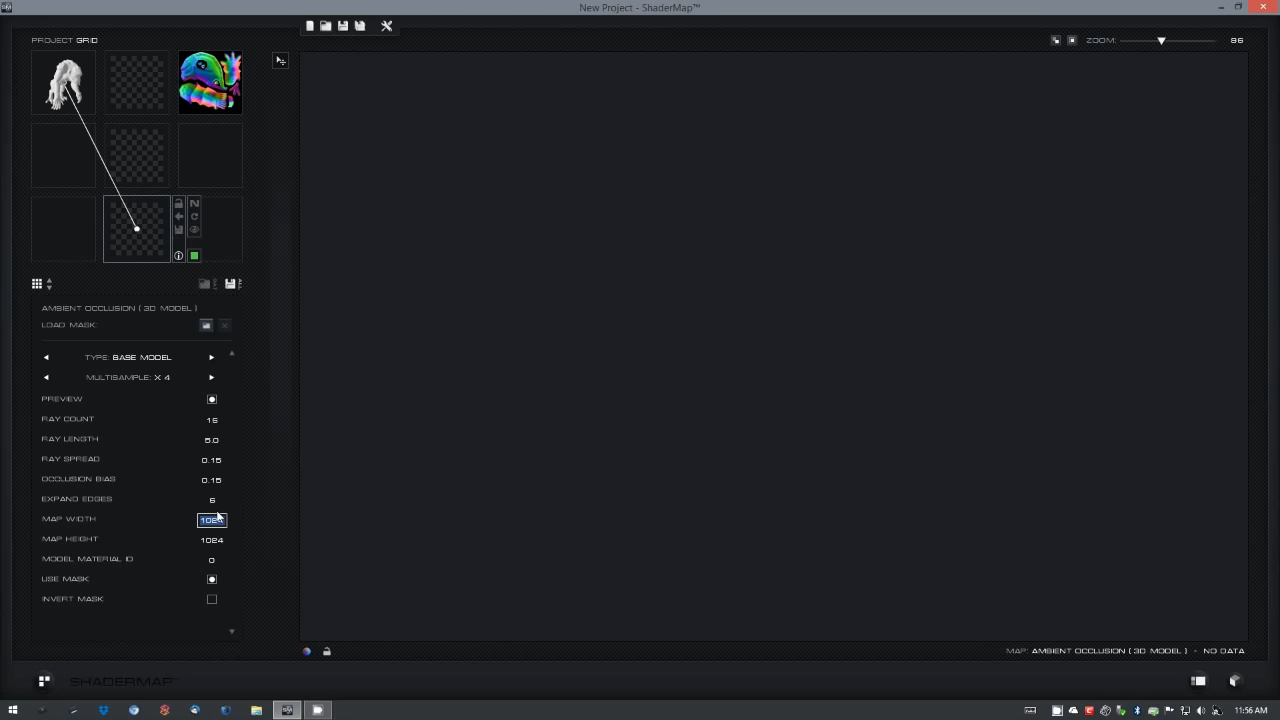 New Project - ShaderMap™
PROJECT GRID
ZOOM: 86
AMBIENT OCCLUSION ( 3D MODEL )
LOAD MASK:
TYPE: BASE MODEL
MULTISAMPLE: X 4
PREVIEW
RAY COUNT 16
RAY LENGTH 5.0
RAY SPREAD 0.15
OCCLUSION BIAS 0.15
EXPAND EDGES 6
MAP WIDTH 1024
MAP HEIGHT 1024
MODEL MATERIAL ID 0
USE MASK
INVERT MASK
MAP: AMBIENT OCCLUSION ( 3D MODEL ) - NO DATA
SHADERMAP™
11:56 AM